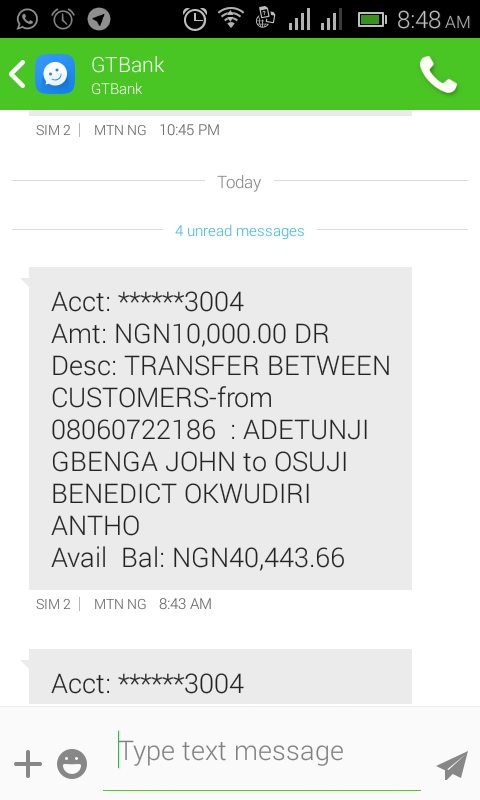 8:48 AM
GTBank
GTBank
SIM 2 | MTN NG 10:45 PM
Today
4 unread messages
Acct: ******3004
Amt: NGN10,000.00 DR
Desc: TRANSFER BETWEEN
CUSTOMERS-from
08060722186 : ADETUNJI
GBENGA JOHN to OSUJI
BENEDICT OKWUDIRI
ANTHO
Avail Bal: NGN40,443.66
SIM 2 | MTN NG 8:43 AM
Acct: ******3004
Type text message